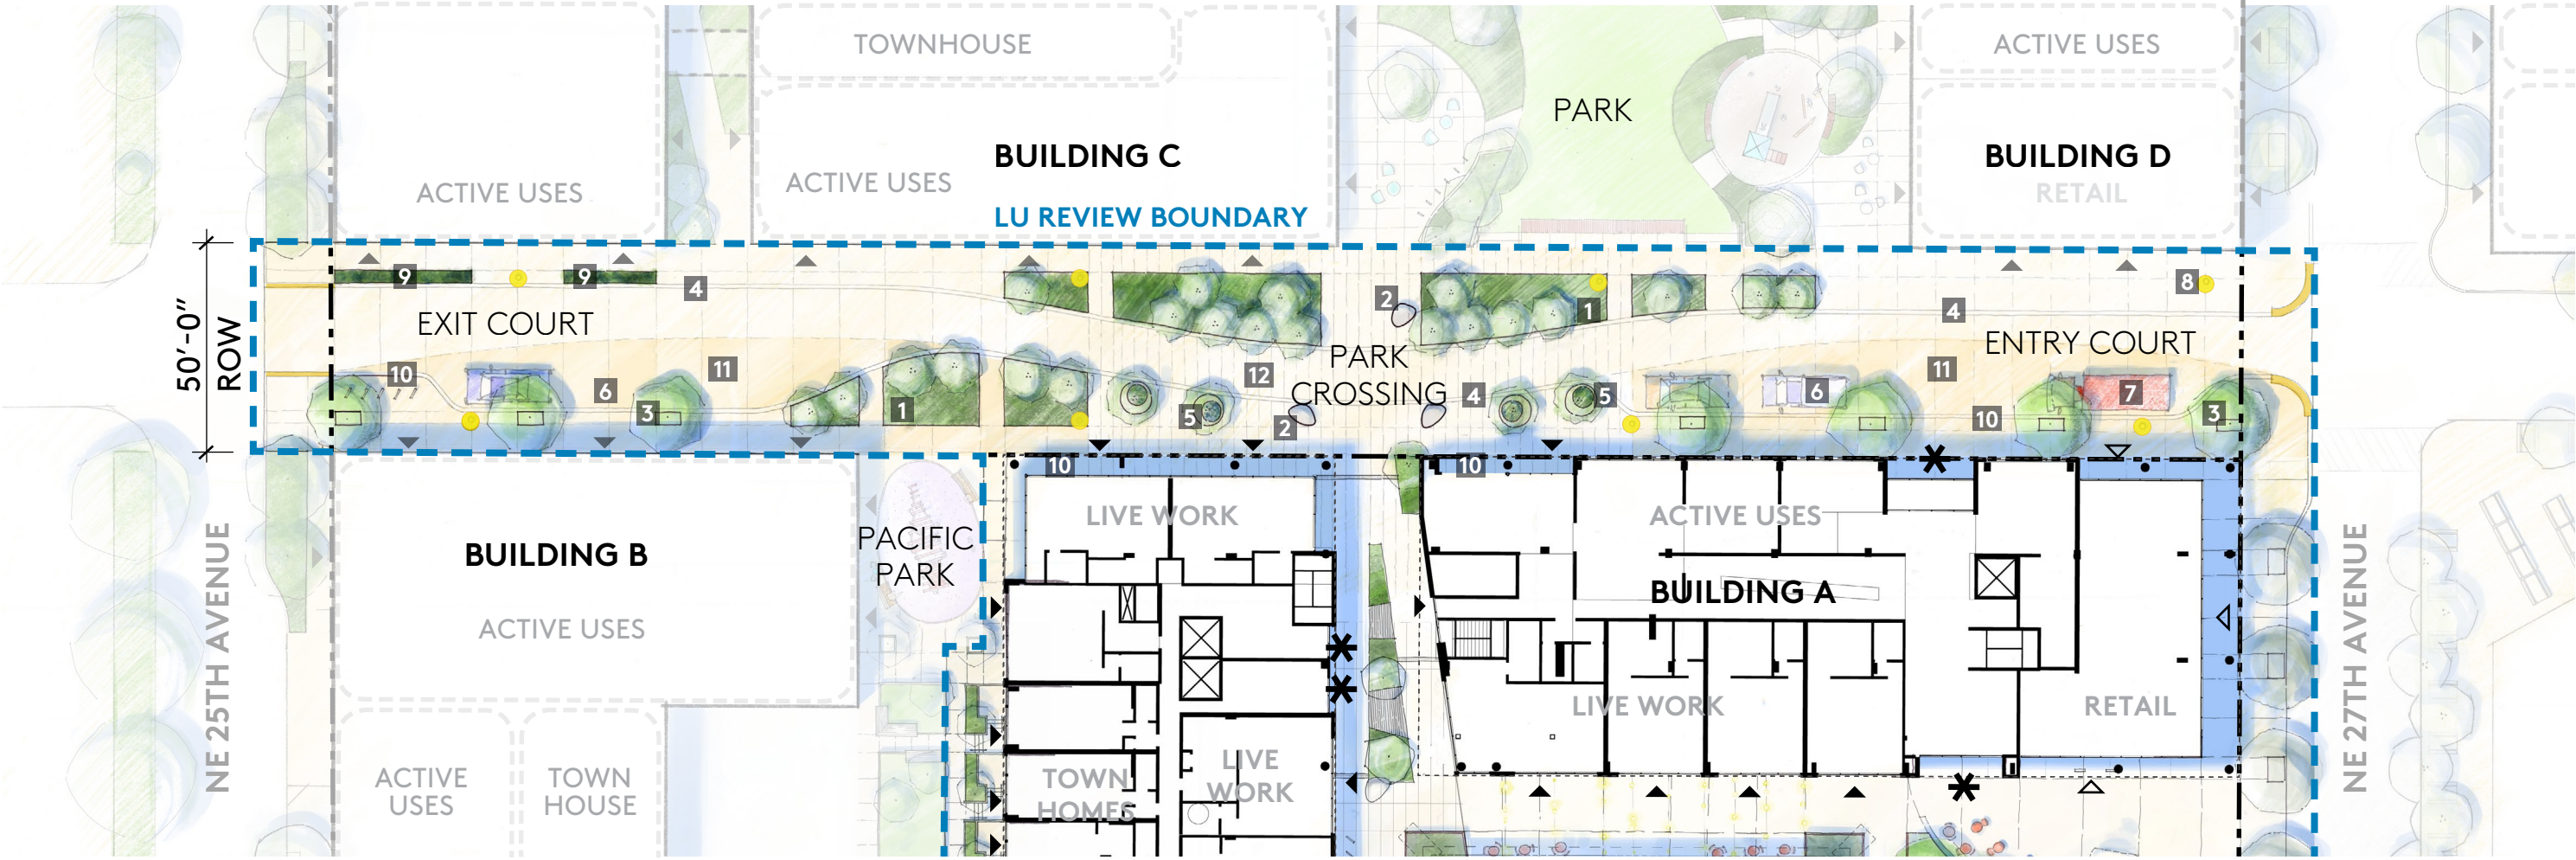 TOWNHOUSE
ACTIVE USES
PARK
BUILDING C
BUILDING D
ACTIVE USES
ACTIVE USES
RETAIL
LU REVIEW BOUNDARY
9
9
4
2
1
4
8
50'-0"
ROW
EXIT COURT
ENTRY COURT
PARK
CROSSING
10
11
6
3
1
12
5
2
4
5
6
11
10
7
3
10
10
LIVE WORK
ACTIVE USES
PACIFIC
PARK
BUILDING B
BUILDING A
ACTIVE USES
NE 25TH AVENUE
NE 27TH AVENUE
LIVE WORK
RETAIL
ACTIVE
USES
TOWN
HOUSE
TOWN
HOMES
LIVE
WORK